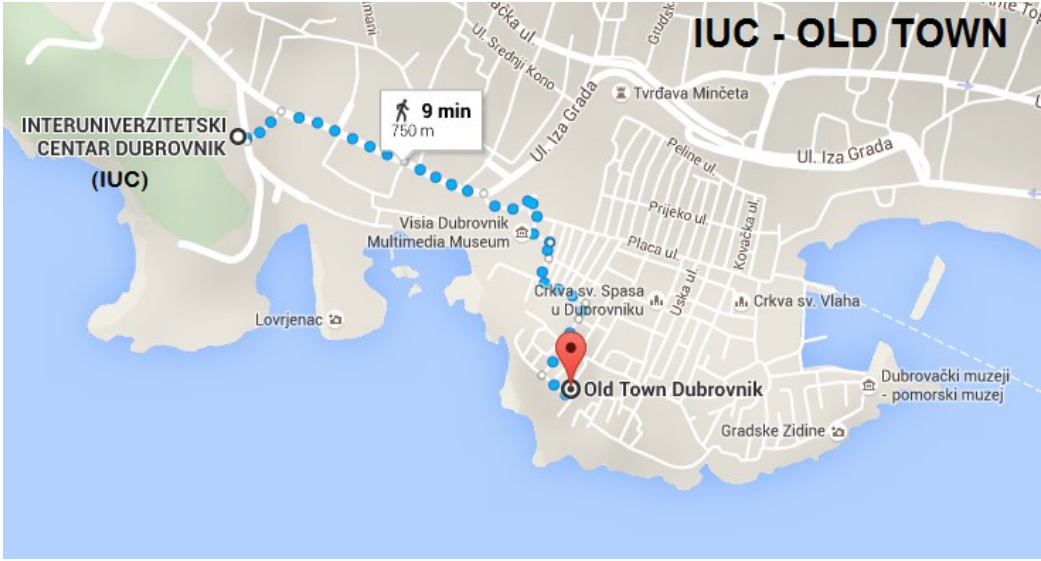 IUC - OLD TOWN
Kovačka ul.
Ul. Srednji Kono
Tvrđava Minčeta
9 min
750 m
INTERUNIVERZITETSKI
CENTAR DUBROVNIK
(IUC)
Ul. Iza Grada
Ul. Iza Grada
Peline ul.
Prijeko ul.
Visia Dubrovnik
Multimedia Museum
Placa ul.
Kovačka ul.
Uska ul.
Crkva sv. Spasa
u Dubrovniku
Crkva sv. Vlaha
Lovrjenac
Old Town Dubrovnik
Dubrovački muzeji
- pomorski muzej
Gradske Zidine